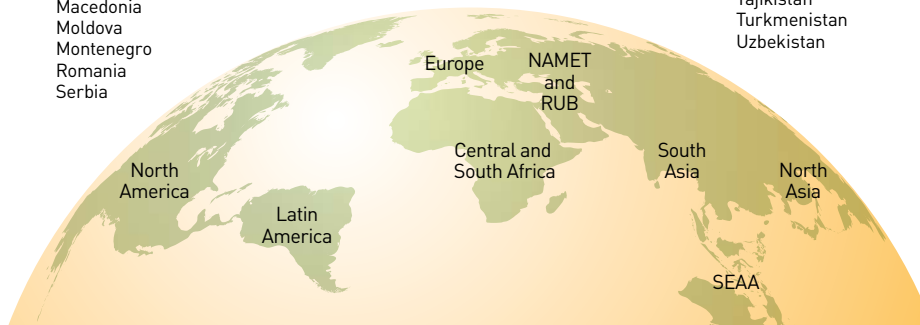 Macedonia
Moldova
Montenegro
Romania
Serbia
Tajikistan
Turkmenistan
Uzbekistan
Europe
NAMET
and
RUB
Central and
South Africa
South
Asia
North
Asia
North
America
Latin
America
SEAA